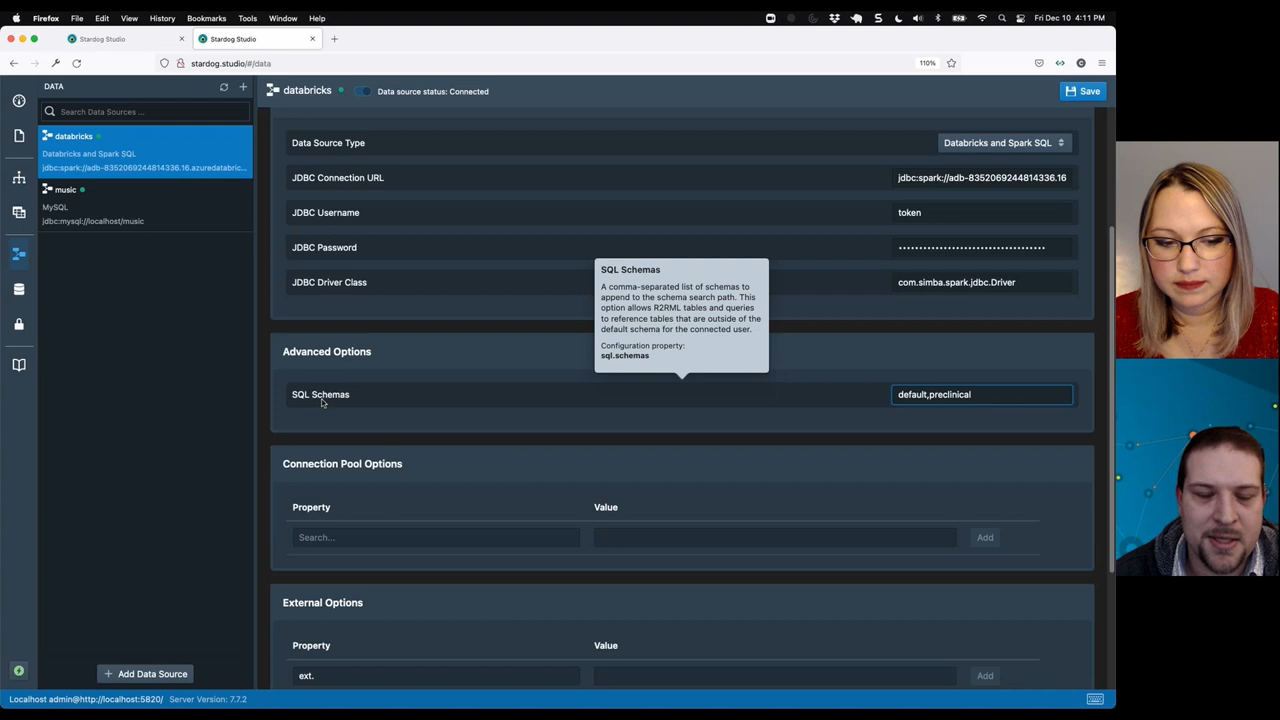 Firefox File Edit View History Bookmarks Tools Window Help
Fri Dec 10 4:11 PM
Stardog Studio
Stardog Studio
stardog.studio/#/data
110%
DATA
Search Data Sources ...
databricks
Databricks and Spark SQL
jdbc:spark://adb-8352069244814336.16.azuredatabric...
music
MySQL
jdbc:mysql://localhost/music
Add Data Source
databricks
Data source status: Connected
Save
Data Source Type
Databricks and Spark SQL
JDBC Connection URL
jdbc:spark://adb-8352069244814336.16
JDBC Username
token
JDBC Password
JDBC Driver Class
com.simba.spark.jdbc.Driver
SQL Schemas
A comma-separated list of schemas to
append to the schema search path. This
option allows R2RML tables and queries
to reference tables that are outside of the
default schema for the connected user.
Configuration property:
sql.schemas
Advanced Options
SQL Schemas
default,preclinical
Connection Pool Options
Property
Value
Search...
Add
External Options
Property
Value
ext.
Add
Localhost admin@http://localhost:5820/ Server Version: 7.7.2